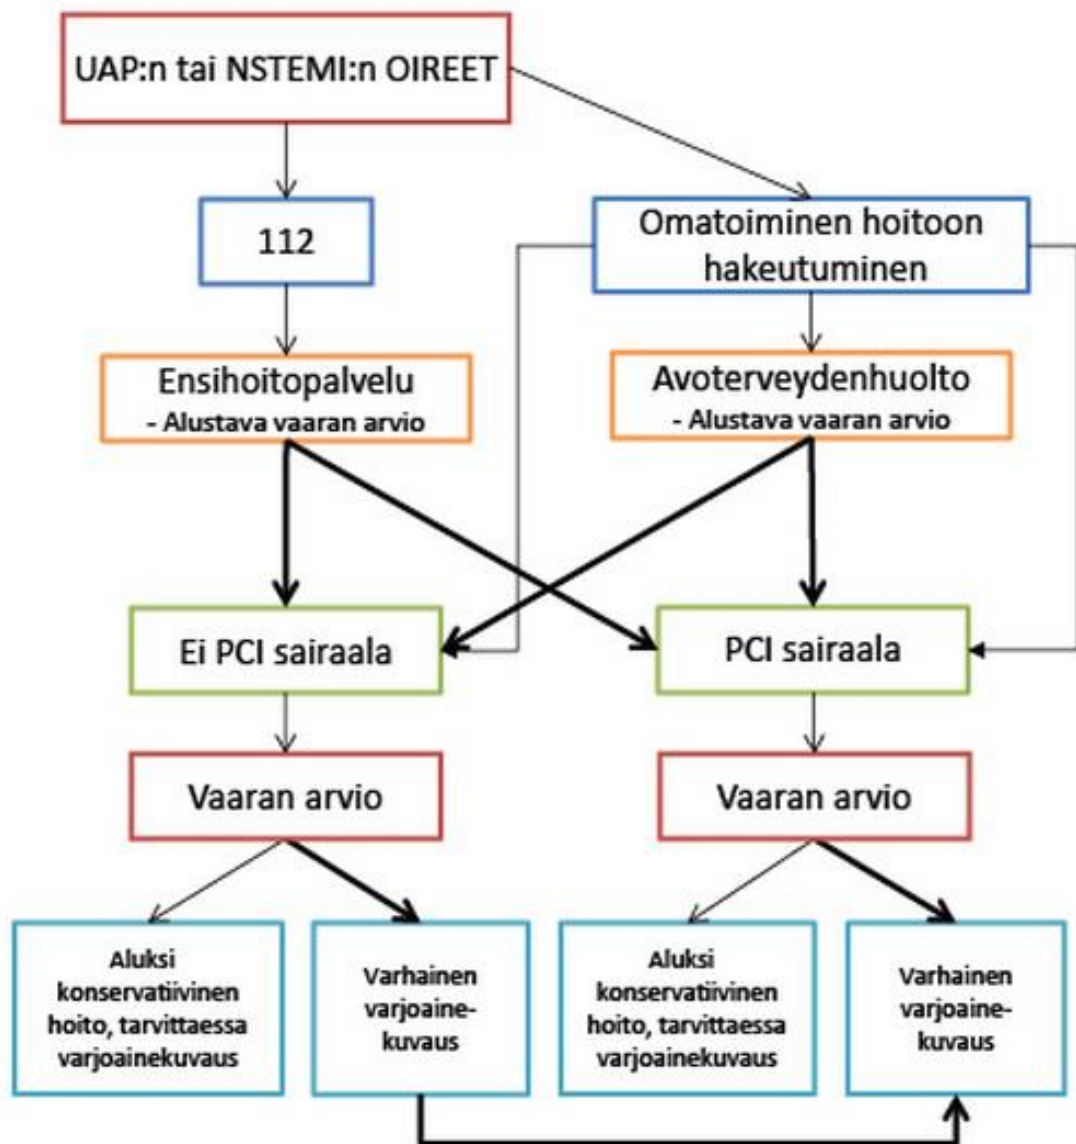 UAP:n tai NSTEMI:n OIREET
112
Omatoiminen hoitoon
hakeutuminen
Ensihoitopalvelu
- Alustava vaaran arvio
Avoterveydenhuolto
- Alustava vaaran arvio
Ei PCI sairaala
PCI sairaala
Vaaran arvio
Vaaran arvio
Aluksi
konservatiivinen
hoito, tarvittaessa
varjoainekuvaus
Varhainen
varjoaine-
kuvaus
Aluksi
konservatiivinen
hoito, tarvittaessa
varjoainekuvaus
Varhainen
varjoaine-
kuvaus